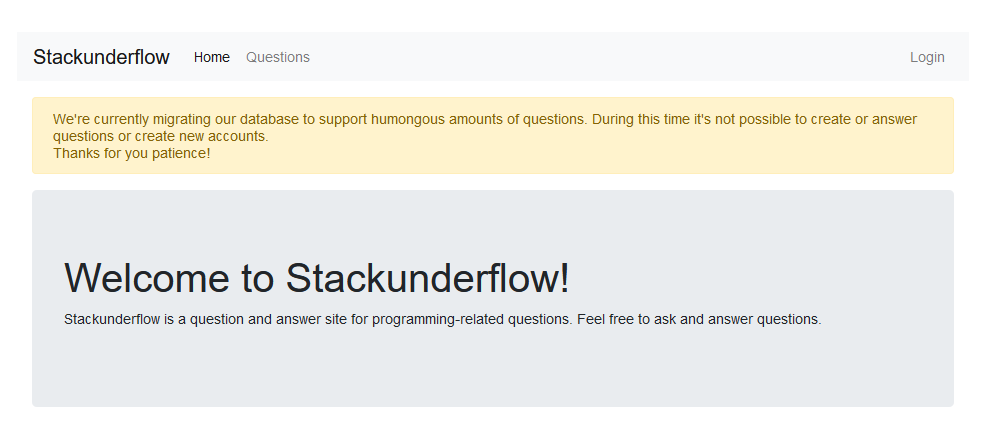 Stackunderflow Home Questions Login
We're currently migrating our database to support humongous amounts of questions. During this time it's not possible to create or answer
questions or create new accounts.
Thanks for you patience!
Welcome to Stackunderflow!
Stackunderflow is a question and answer site for programming-related questions. Feel free to ask and answer questions.